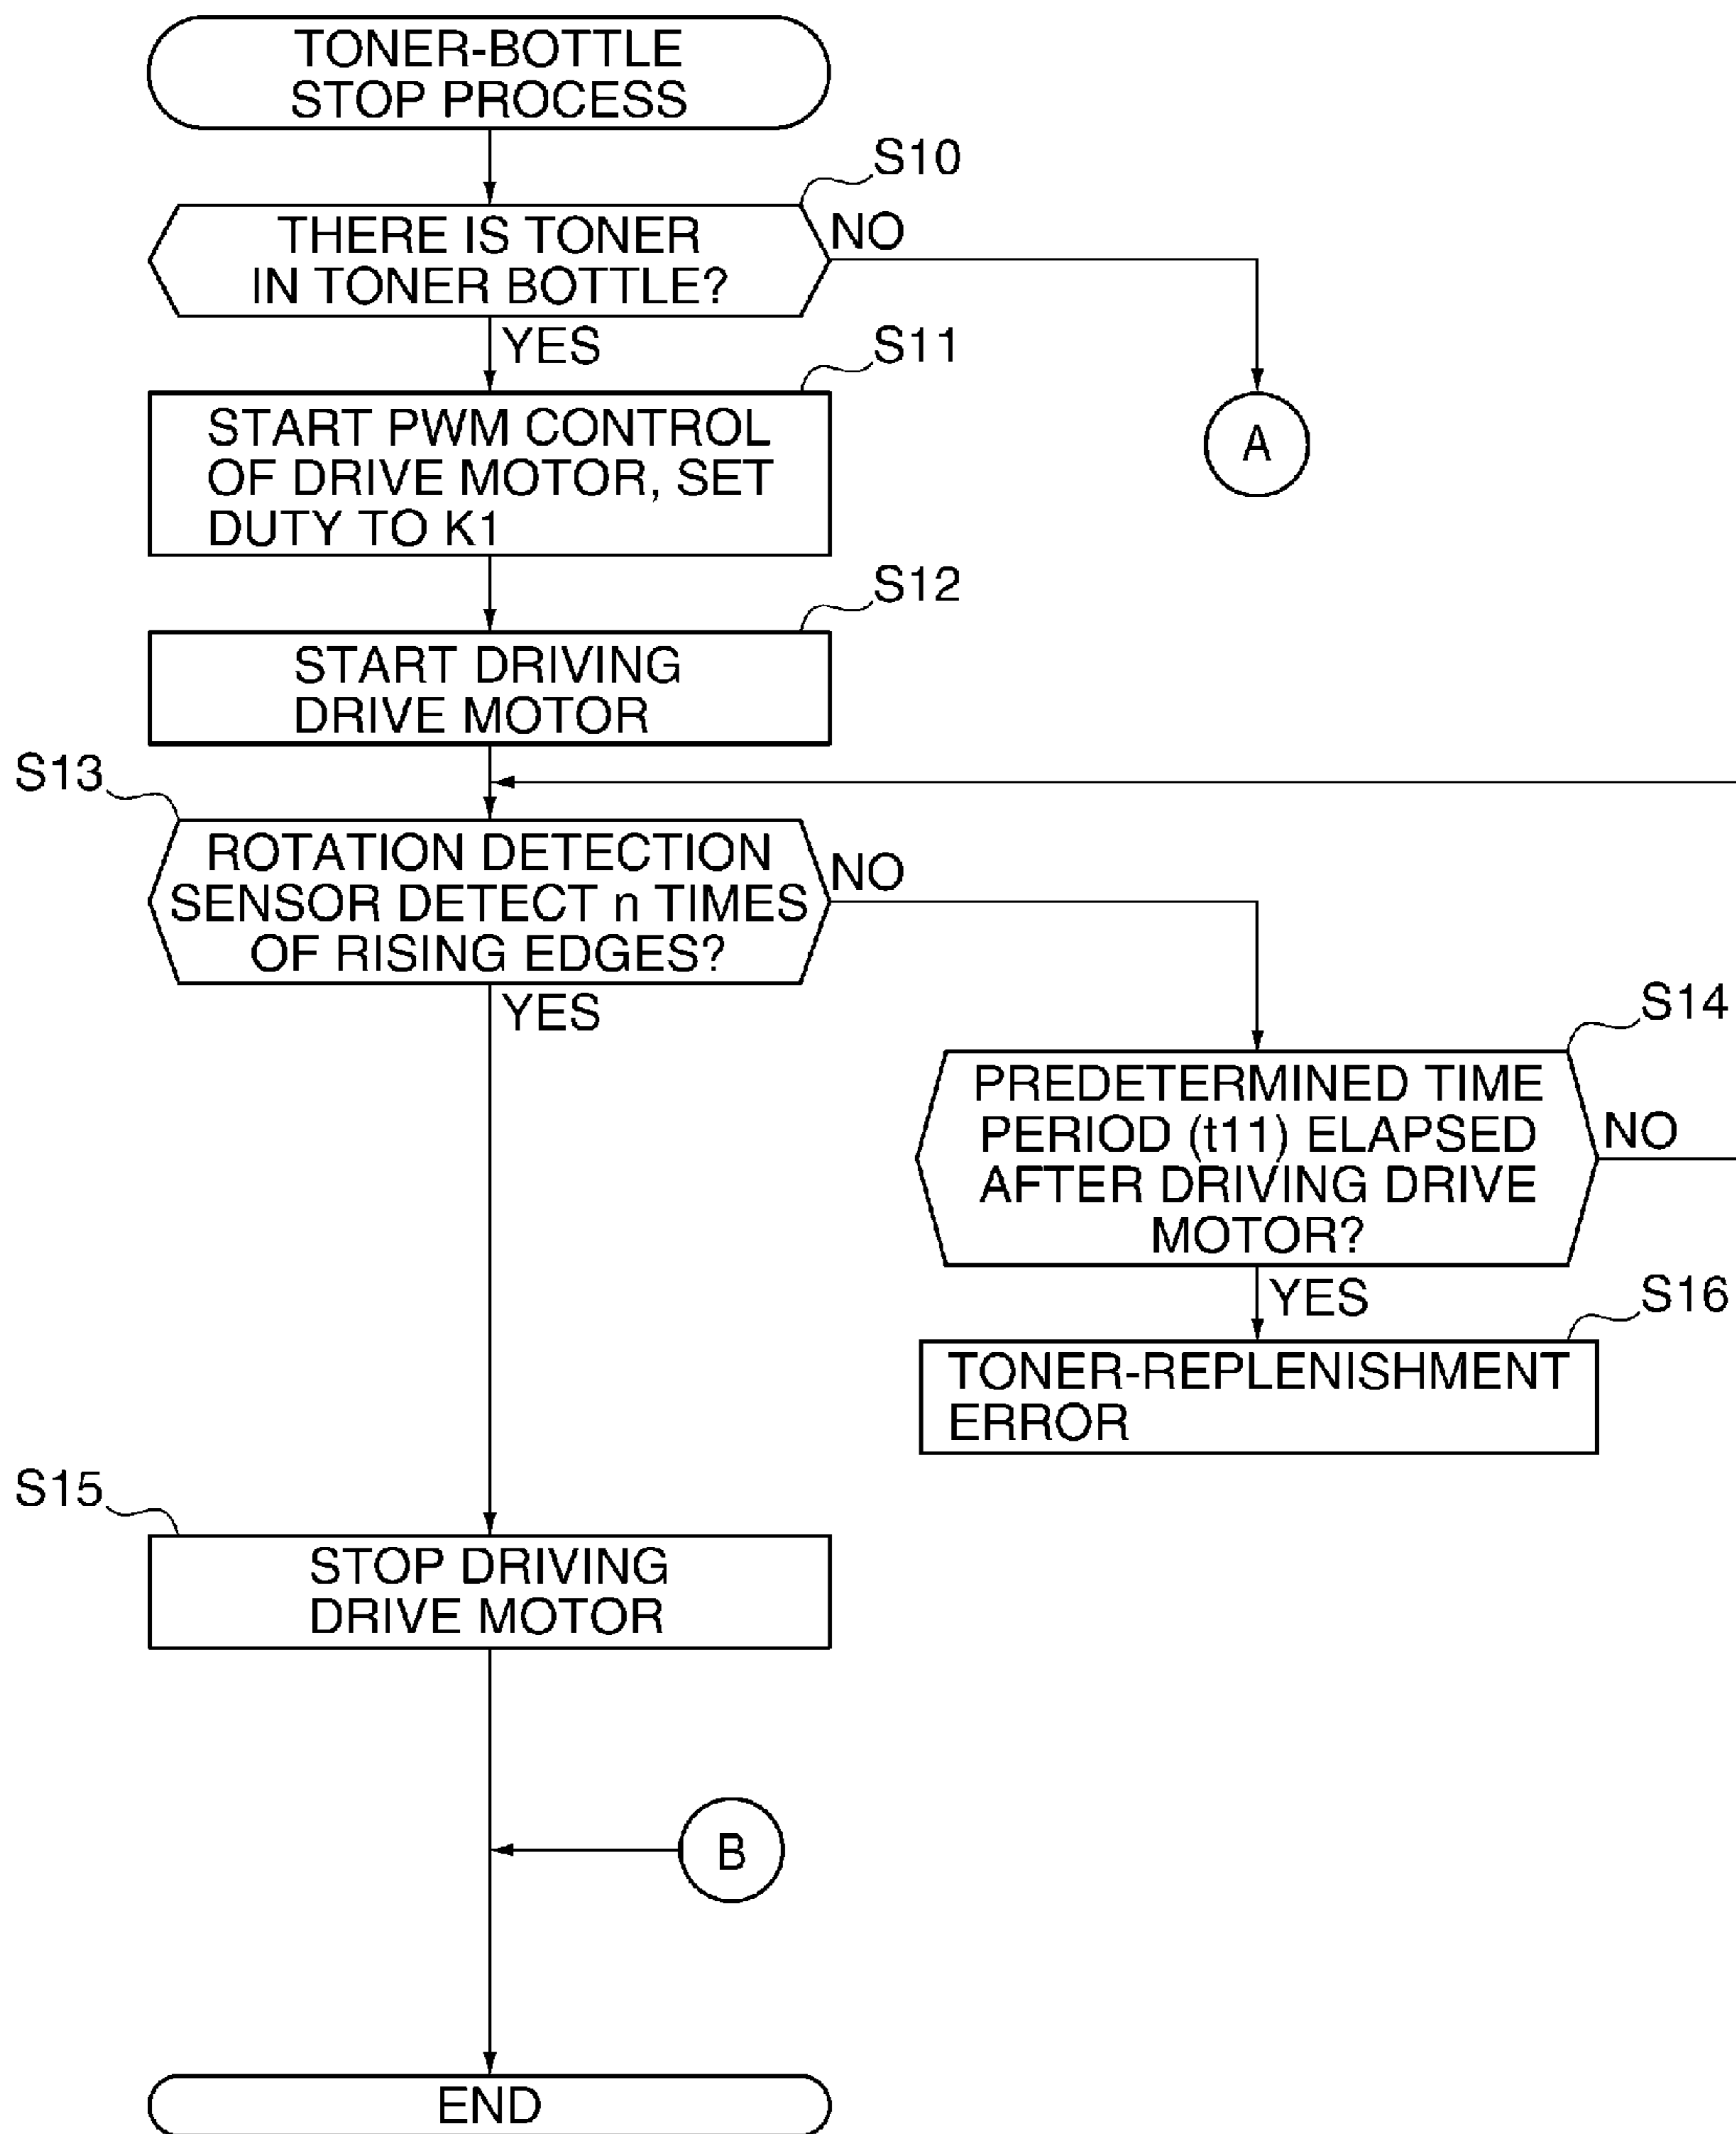 TONER-BOTTLE
STOP PROCESS
S10
THERE IS TONER
IN TONER BOTTLE?
NO
YES
S11
START PWM CONTROL
OF DRIVE MOTOR, SET
DUTY TO K1
A
S12
START DRIVING
DRIVE MOTOR
S13
ROTATION DETECTION
SENSOR DETECT n TIMES
OF RISING EDGES?
NO
YES
S14
PREDETERMINED TIME
PERIOD (t11) ELAPSED
AFTER DRIVING DRIVE
MOTOR?
NO
YES
S16
TONER-REPLENISHMENT
ERROR
S15
STOP DRIVING
DRIVE MOTOR
B
END